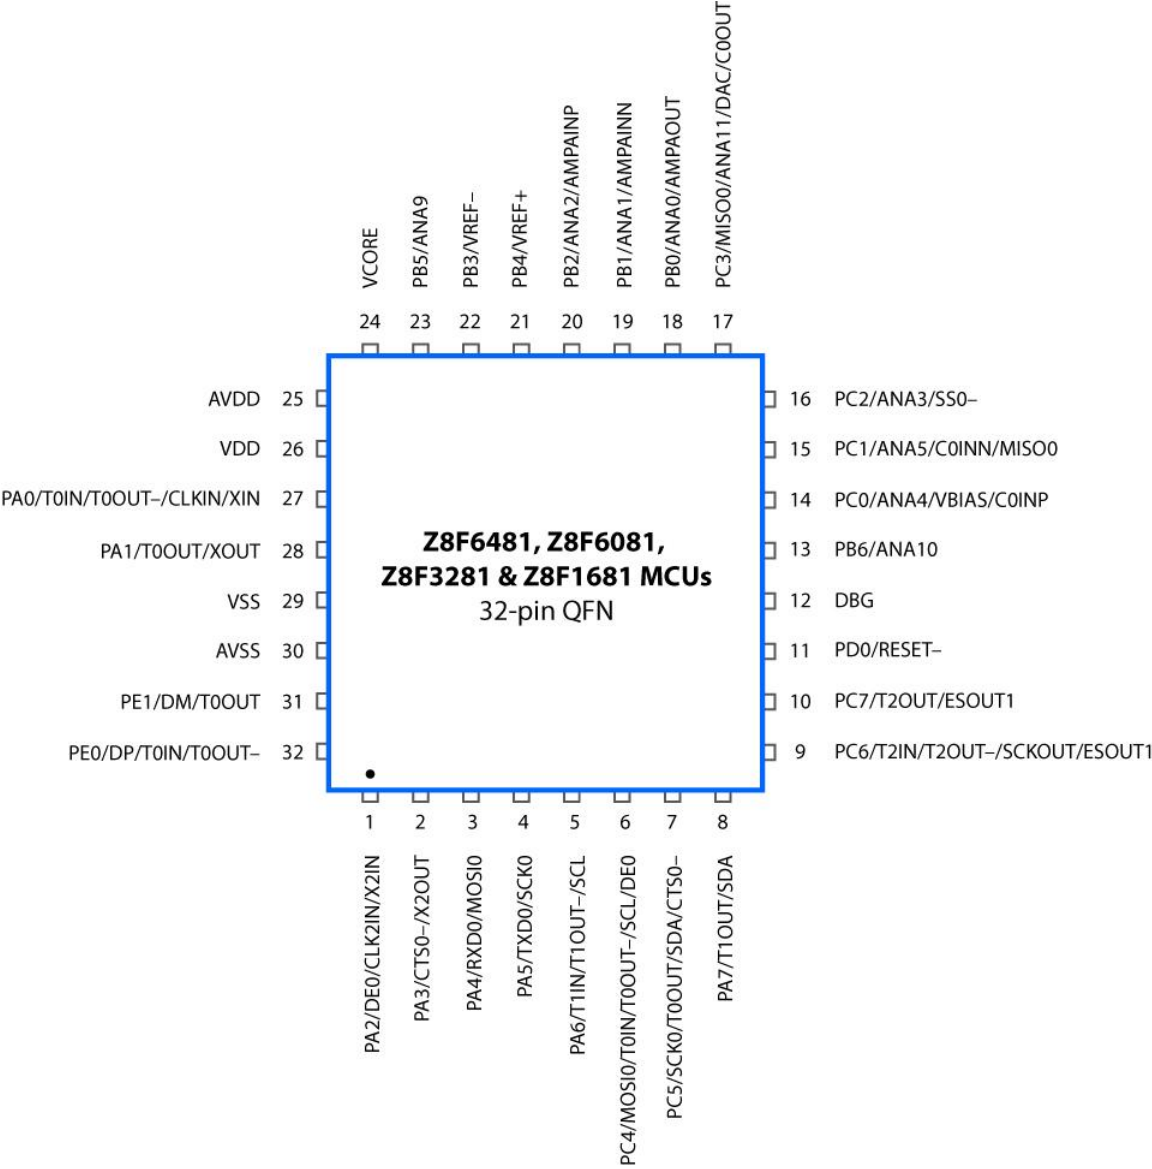 VCORE
PB5/ANA9
PB3/VREF–
PB4/VREF+
PB2/ANA2/AMPAINP
PB1/ANA1/AMPAINN
PB0/ANA0/AMPAOUT
PC3/MISO0/ANA11/DAC/C0OUT
24 23 22 21 20 19 18 17
AVDD 25
VDD 26
PA0/T0IN/T0OUT–/CLKIN/XIN 27
PA1/T0OUT/XOUT 28
VSS 29
AVSS 30
PE1/DM/T0OUT 31
PE0/DP/T0IN/T0OUT– 32
Z8F6481, Z8F6081,
Z8F3281 & Z8F1681 MCUs
32-pin QFN
16 PC2/ANA3/SS0–
15 PC1/ANA5/C0INN/MISO0
14 PC0/ANA4/VBIAS/C0INP
13 PB6/ANA10
12 DBG
11 PD0/RESET–
10 PC7/T2OUT/ESOUT1
9 PC6/T2IN/T2OUT–/SCKOUT/ESOUT1
1 2 3 4 5 6 7 8
PA2/DE0/CLK2IN/X2IN
PA3/CTS0–/X2OUT
PA4/RXD0/MOSI0
PA5/TXD0/SCK0
PA6/T1IN/T1OUT–/SCL
PC4/MOSI0/T0IN/T0OUT–/SCL/DE0
PC5/SCK0/T0OUT/SDA/CTS0–
PA7/T1OUT/SDA